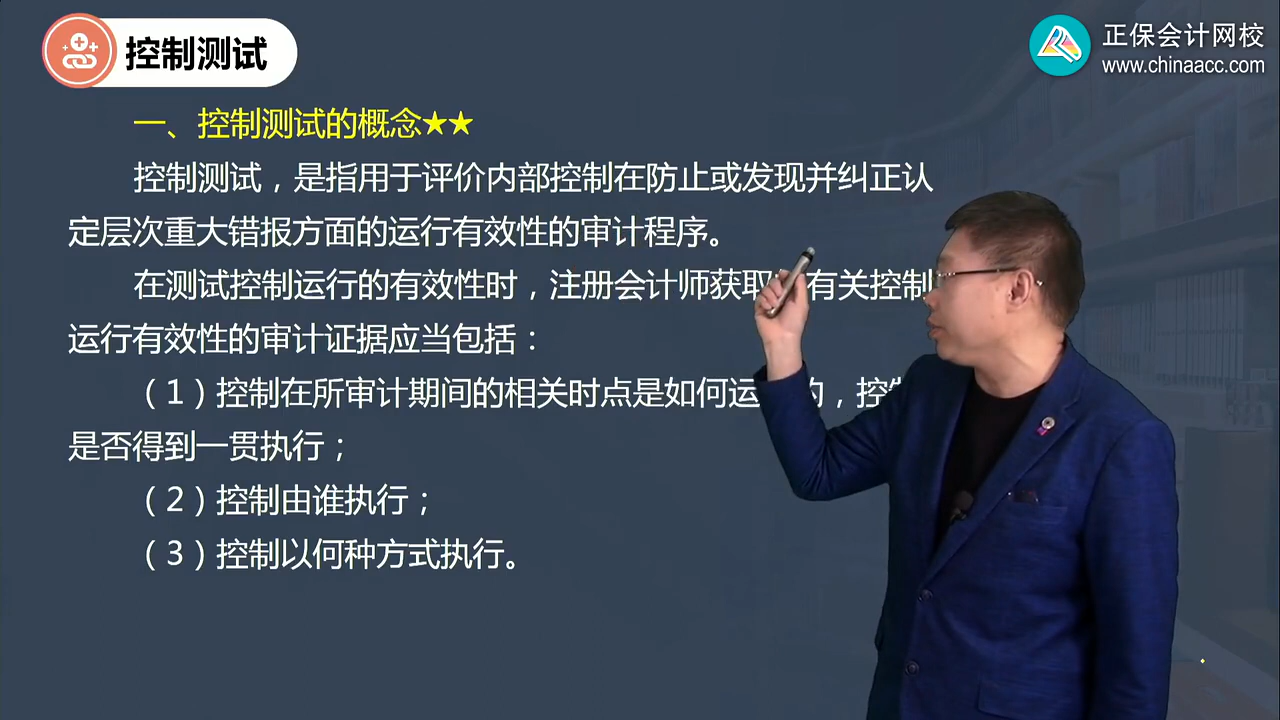 控制测试
正保会计网校
www.chinaacc.com
一、控制测试的概念★★
控制测试，是指用于评价内部控制在防止或发现并纠正认
定层次重大错报方面的运行有效性的审计程序。
在测试控制运行的有效性时，注册会计师获取 有关控制
运行有效性的审计证据应当包括：
（1）控制在所审计期间的相关时点是如何运 的，控制
是否得到一贯执行；
（2）控制由谁执行；
（3）控制以何种方式执行。